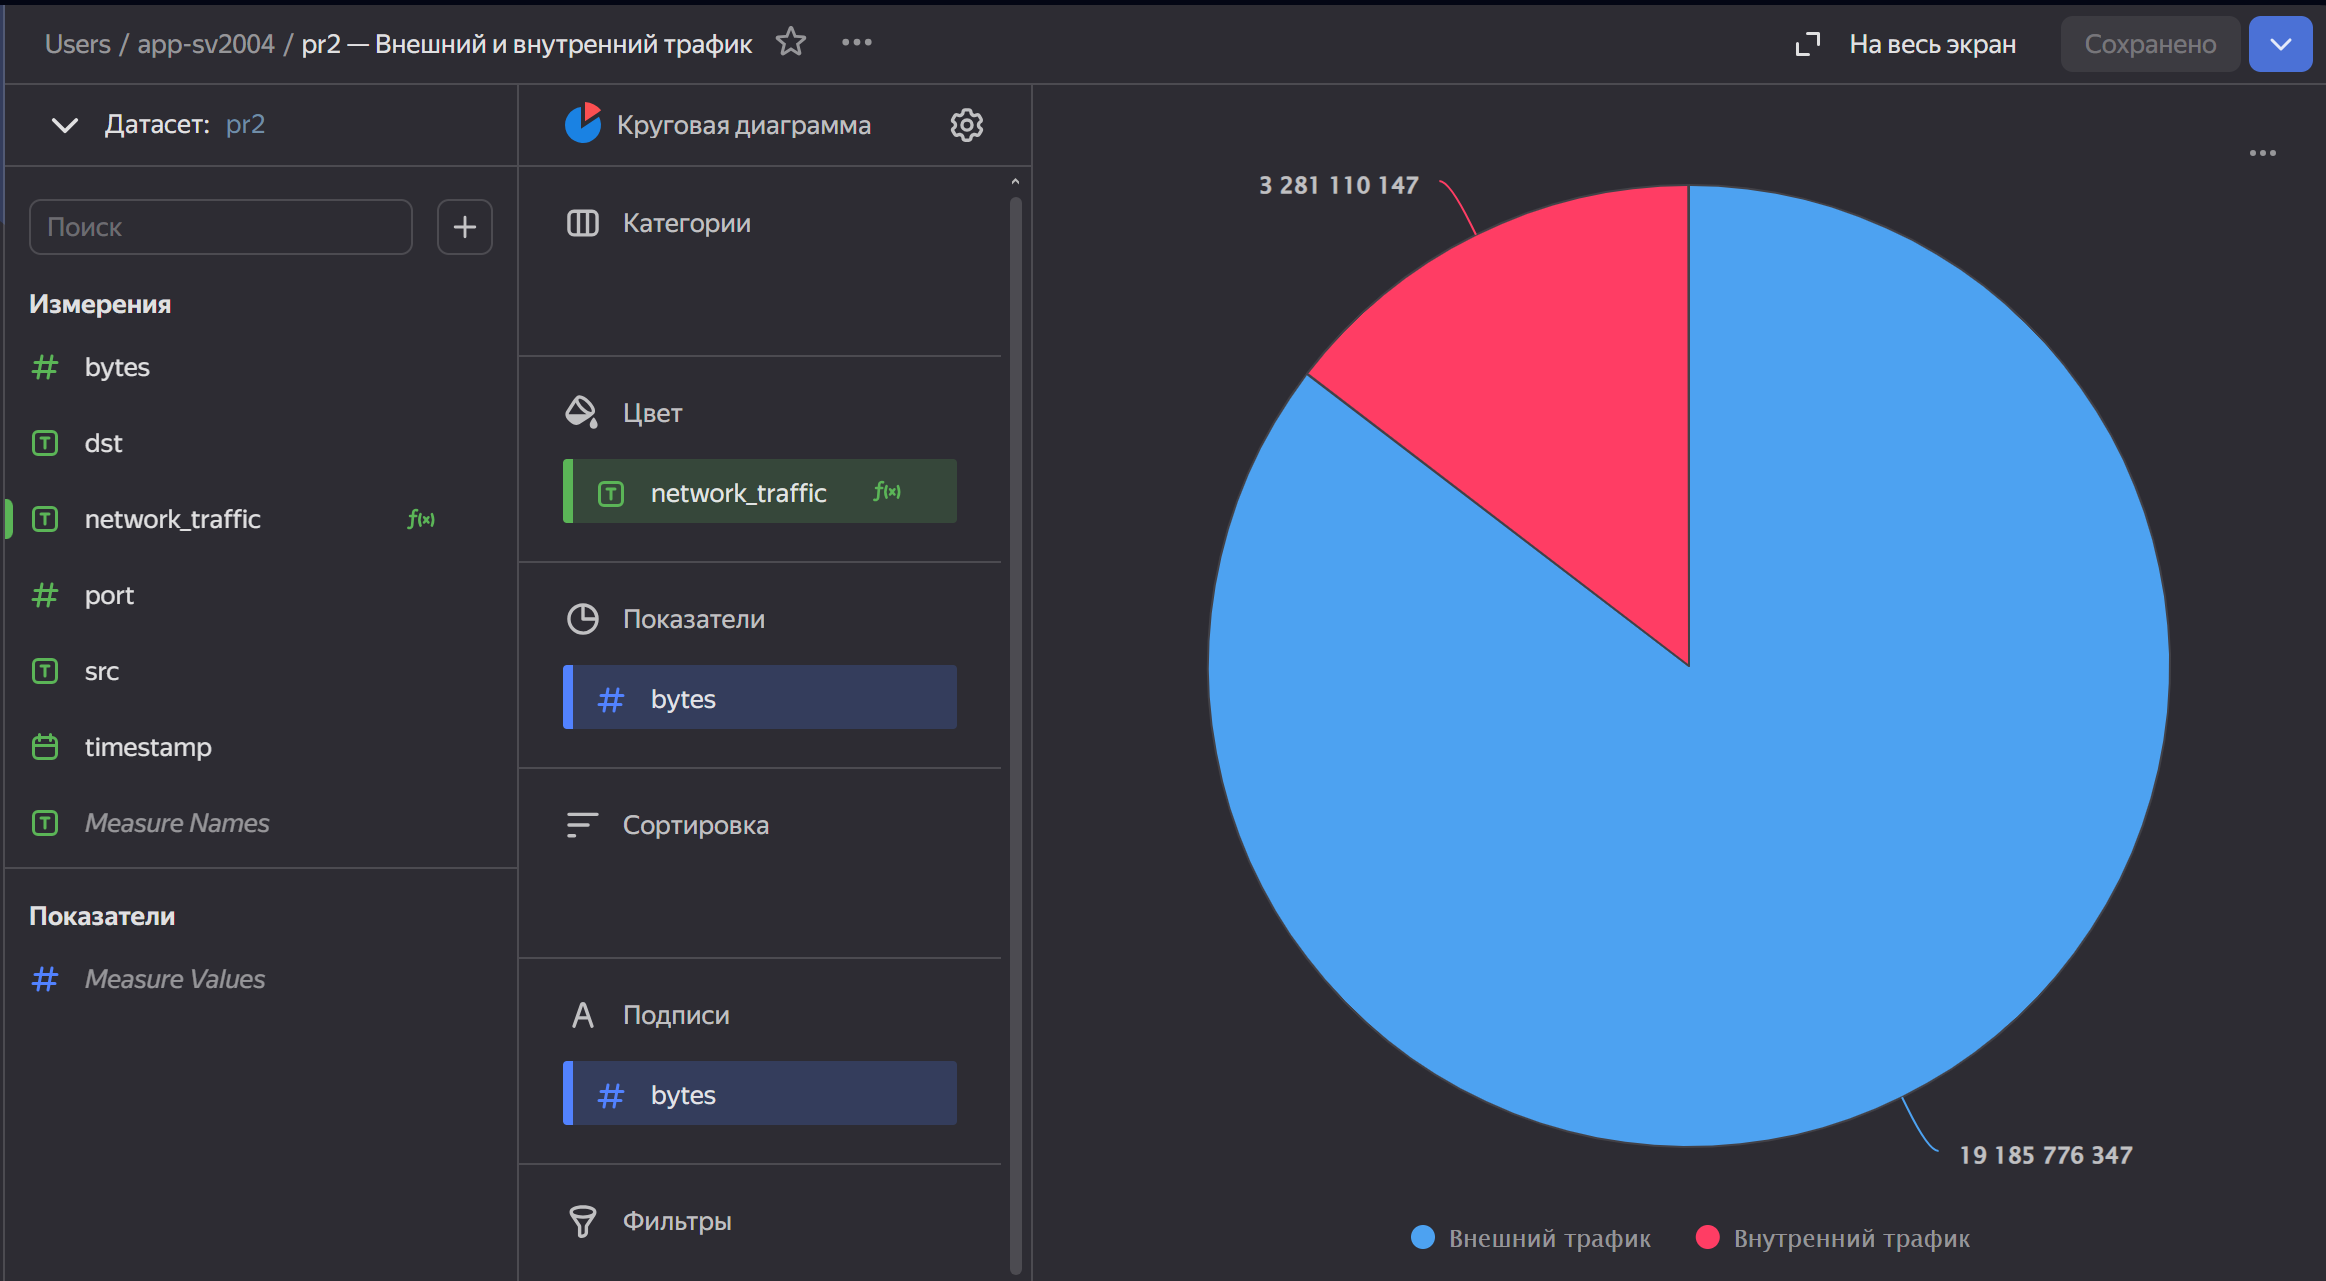 Users / app-sv2004 / pr2 — Внешний и внутренний трафик
На весь экран
Сохранено
Датасет: pr2
Поиск
Измерения
bytes
dst
network_traffic f(x)
port
src
timestamp
Measure Names
Показатели
Measure Values
Круговая диаграмма
Категории
Цвет
network_traffic f(x)
Показатели
bytes
Сортировка
Подписи
bytes
Фильтры
3 281 110 147
19 185 776 347
Внешний трафик
Внутренний трафик